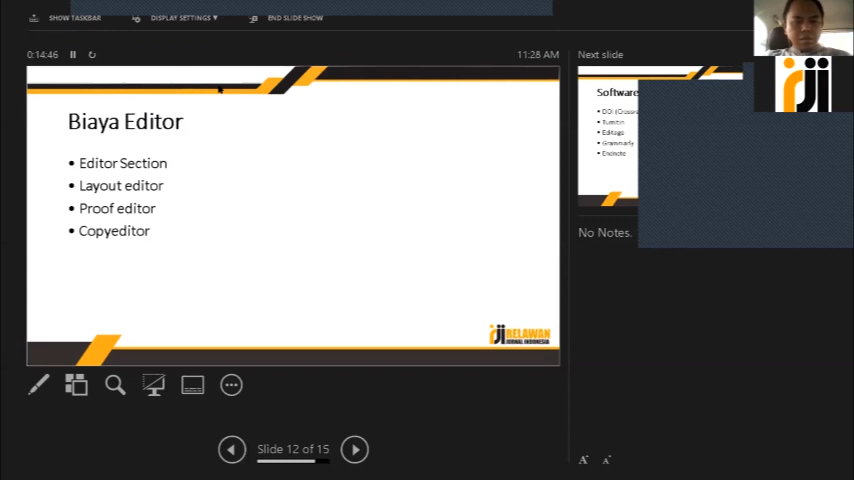 SHOW TASKBAR
DISPLAY SETTINGS ▼
END SLIDE SHOW
0:14:46
11:28 AM
Next slide
Biaya Editor
• Editor Section
• Layout editor
• Proof editor
• Copyeditor
RELAWAN
JURNAL INDONESIA
Software
• DOI
• Turnitin
• Editage
• Grammarly
• Endnote
rji
No Notes.
Slide 12 of 15
A
A